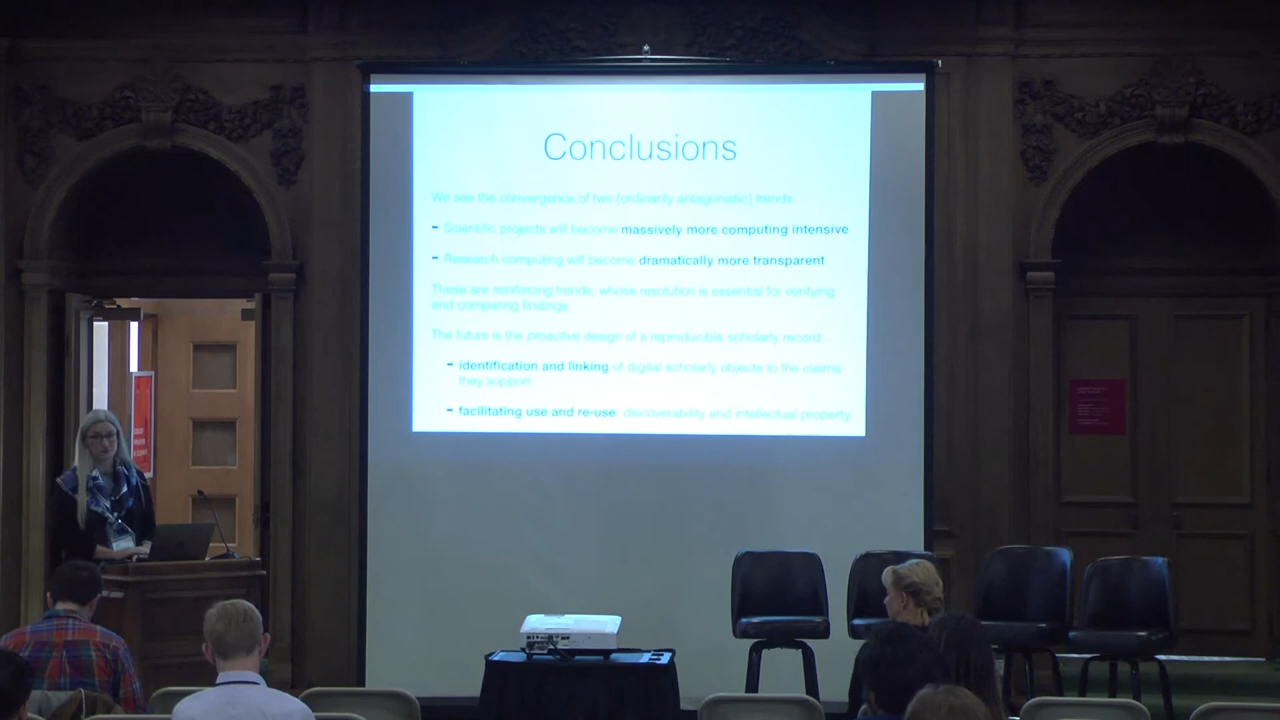 Conclusions
We see the convergence of two (ordinarily antagonistic) trends:
- Scientific projects will become massively more computing intensive
- Research computing will become dramatically more transparent
These are reinforcing trends, whose resolution is essential for verifying
and comparing findings.
The future is the proactive design of a reproducible scholarly record
- identification and linking of digital scholarly objects to the claims
they support
- facilitating use and re-use: discoverability and intellectual property.